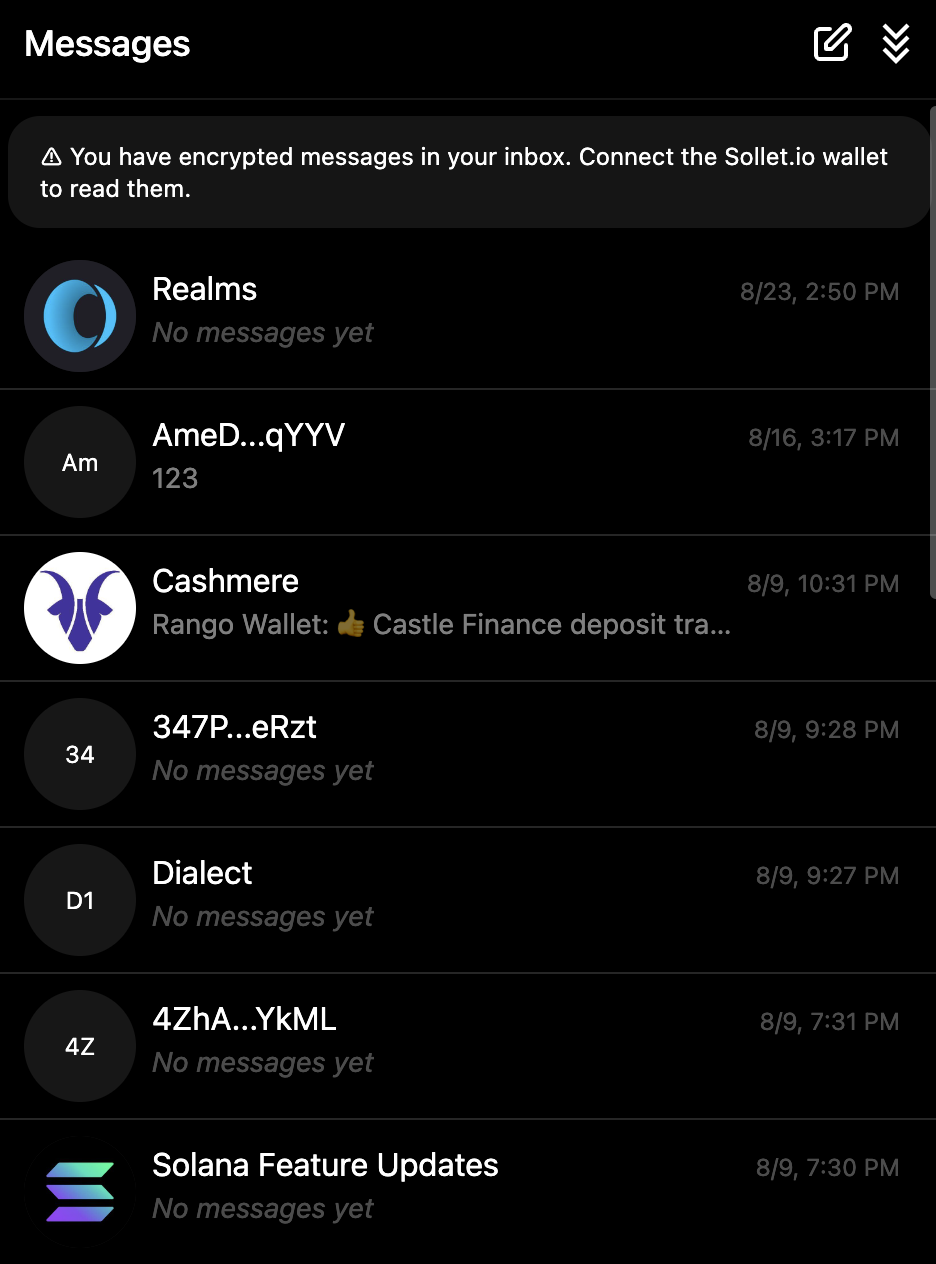 Messages
⚠ You have encrypted messages in your inbox. Connect the Sollet.io wallet
to read them.
Realms
8/23, 2:50 PM
No messages yet
Am
AmeD...qYYV
8/16, 3:17 PM
123
Cashmere
8/9, 10:31 PM
Rango Wallet: 👍 Castle Finance deposit tra...
34
347P...eRzt
8/9, 9:28 PM
No messages yet
D1
Dialect
8/9, 9:27 PM
No messages yet
4Z
4ZhA...YkML
8/9, 7:31 PM
No messages yet
Solana Feature Updates
8/9, 7:30 PM
No messages yet